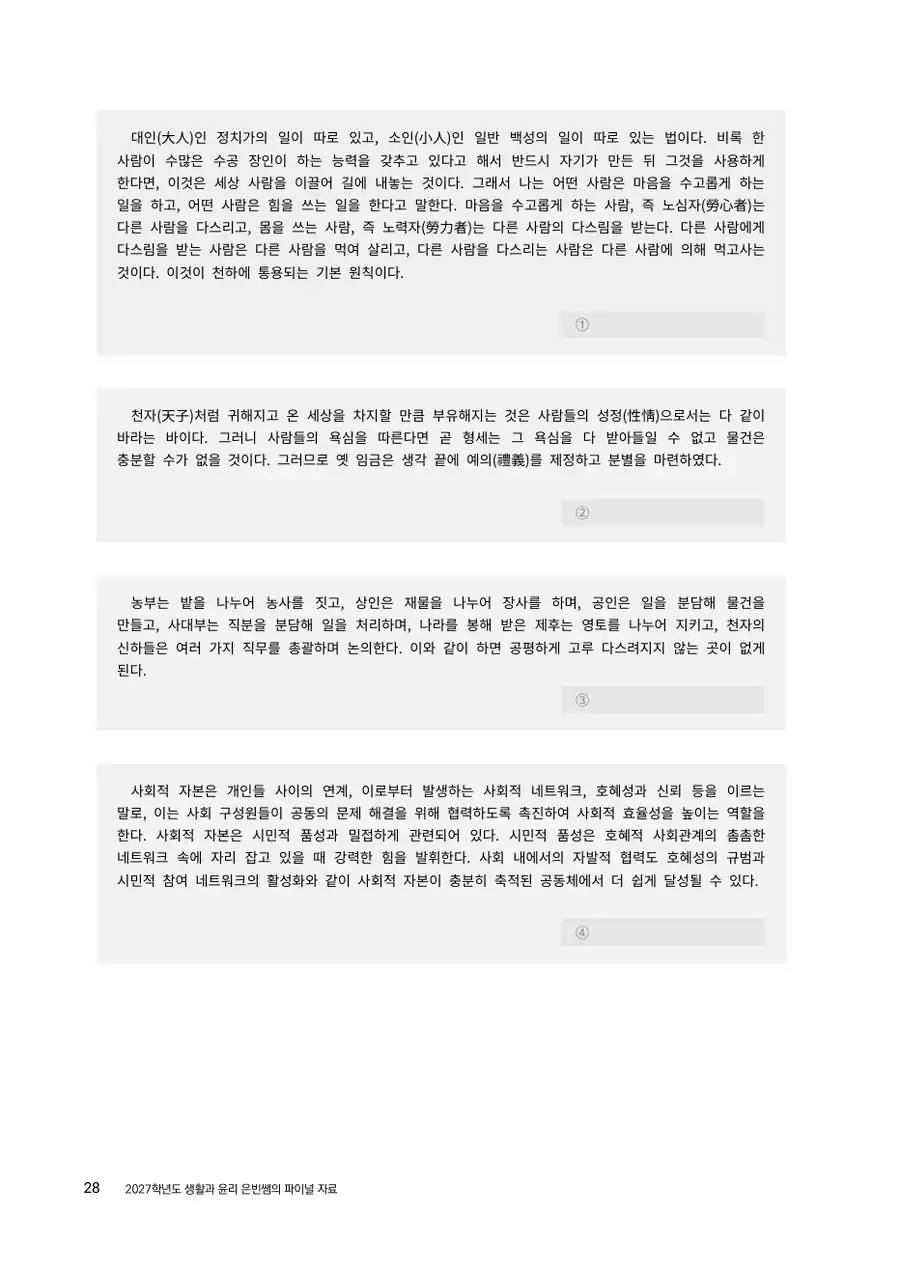 대인(大人)인 정치가의 일이 따로 있고, 소인(小人)인 일반 백성의 일이 따로 있는 법이다. 비록 한
사람이 수많은 수공 장인이 하는 능력을 갖추고 있다고 해서 반드시 자기가 만든 뒤 그것을 사용하게
한다면, 이것은 세상 사람을 이끌어 길에 내놓는 것이다. 그래서 나는 어떤 사람은 마음을 수고롭게 하는
일을 하고, 어떤 사람은 힘을 쓰는 일을 한다고 말한다. 마음을 수고롭게 하는 사람, 즉 노심자(勞心者)는
다른 사람을 다스리고, 몸을 쓰는 사람, 즉 노력자(勞力者)는 다른 사람의 다스림을 받는다. 다른 사람에게
다스림을 받는 사람은 다른 사람을 먹여 살리고, 다른 사람을 다스리는 사람은 다른 사람에 의해 먹고사는
것이다. 이것이 천하에 통용되는 기본 원칙이다.
①
천자(天子)처럼 귀해지고 온 세상을 차지할 만큼 부유해지는 것은 사람들의 성정(性情)으로서는 다 같이
바라는 바이다. 그러니 사람들의 욕심을 따른다면 곧 형세는 그 욕심을 다 받아들일 수 없고 물건은
충분할 수가 없을 것이다. 그러므로 옛 임금은 생각 끝에 예의(禮義)를 제정하고 분별을 마련하였다.
②
농부는 밭을 나누어 농사를 짓고, 상인은 재물을 나누어 장사를 하며, 공인은 일을 분담해 물건을
만들고, 사대부는 직분을 분담해 일을 처리하며, 나라를 봉해 받은 제후는 영토를 나누어 지키고, 천자의
신하들은 여러 가지 직무를 총괄하며 논의한다. 이와 같이 하면 공평하게 고루 다스려지지 않는 곳이 없게
된다.
③
사회적 자본은 개인들 사이의 연계, 이로부터 발생하는 사회적 네트워크, 호혜성과 신뢰 등을 이르는
말로, 이는 사회 구성원들이 공동의 문제 해결을 위해 협력하도록 촉진하여 사회적 효율성을 높이는 역할을
한다. 사회적 자본은 시민적 품성과 밀접하게 관련되어 있다. 시민적 품성은 호혜적 사회관계의 촘촘한
네트워크 속에 자리 잡고 있을 때 강력한 힘을 발휘한다. 사회 내에서의 자발적 협력도 호혜성의 규범과
시민적 참여 네트워크의 활성화와 같이 사회적 자본이 충분히 축적된 공동체에서 더 쉽게 달성될 수 있다.
④
28 2027학년도 생활과 윤리 은빈쌤의 파이널 자료